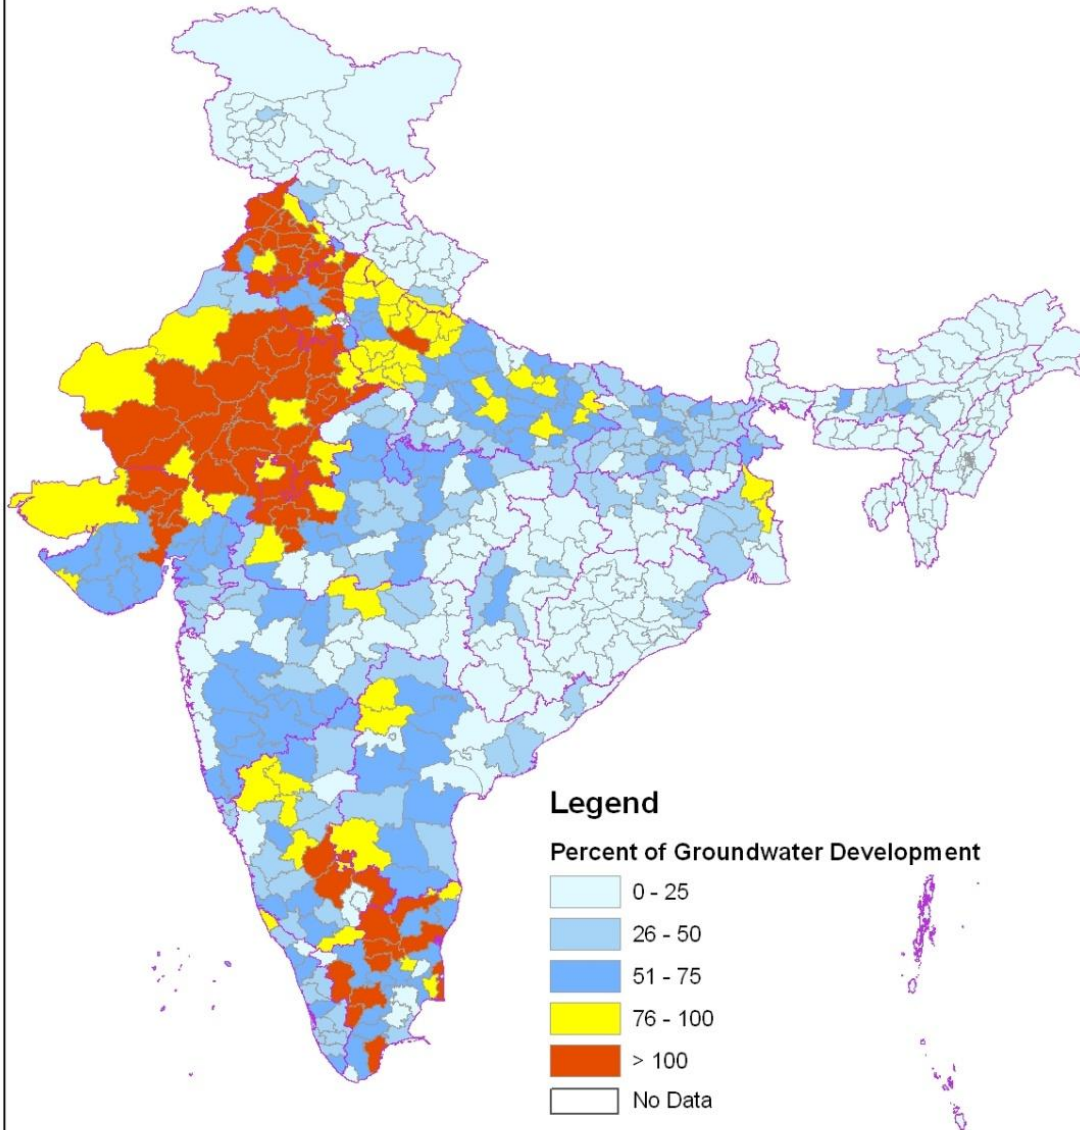 Legend
Percent of Groundwater Development
0 - 25
26 - 50
51 - 75
76 - 100
> 100
No Data